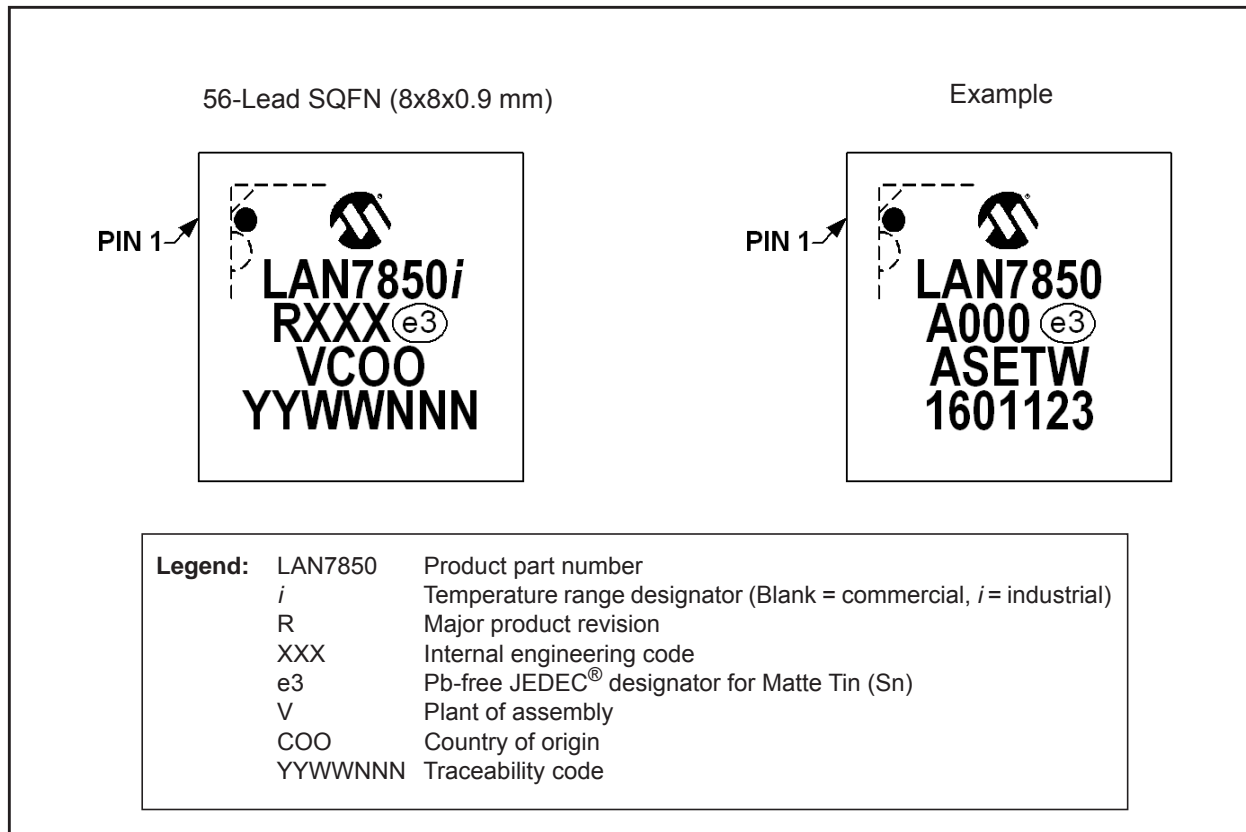 56-Lead SQFN (8x8x0.9 mm)
PIN 1
LAN7850i
RXXX e3
VCOO
YYWWNNN
Example
PIN 1
LAN7850
A000 e3
ASETW
1601123
Legend: LAN7850 Product part number
i Temperature range designator (Blank = commercial, i = industrial)
R Major product revision
XXX Internal engineering code
e3 Pb-free JEDEC® designator for Matte Tin (Sn)
V Plant of assembly
COO Country of origin
YYWWNNN Traceability code